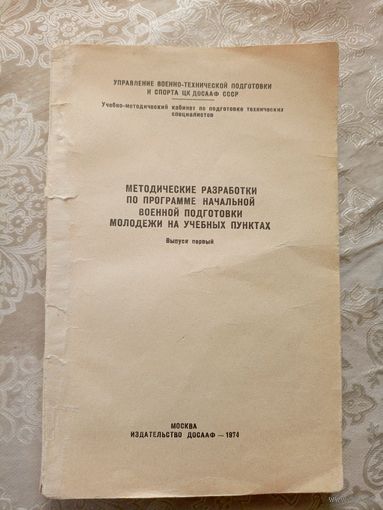 УПРАВЛЕНИЕ ВОЕННО-ТЕХНИЧЕСКОЙ ПОДГОТОВКИ
И СПОРТА ЦК ДОСААФ СССР
Учебно-методический кабинет по подготовке технических
специалистов
МЕТОДИЧЕСКИЕ РАЗРАБОТКИ
ПО ПРОГРАММЕ НАЧАЛЬНОЙ
ВОЕННОЙ ПОДГОТОВКИ
МОЛОДЕЖИ НА УЧЕБНЫХ ПУНКТАХ
Выпуск первый
МОСКВА
ИЗДАТЕЛЬСТВО ДОСААФ — 1974